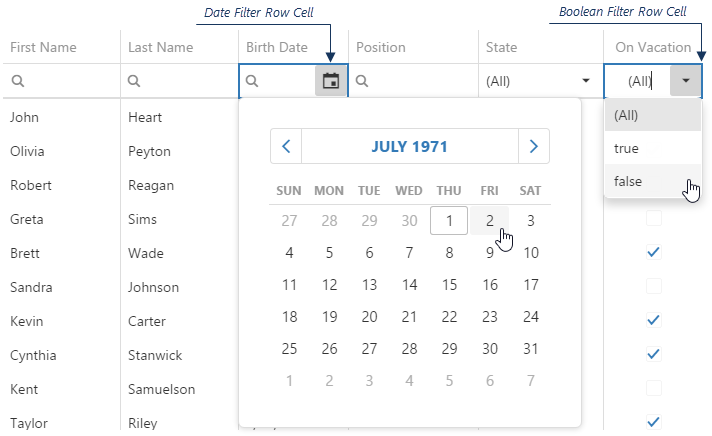 Date Filter Row Cell
Boolean Filter Row Cell
First Name Last Name Birth Date Position State On Vacation
(All) (All)
(All)
true
false
John Heart
Olivia Peyton
Robert Reagan
Greta Sims
Brett Wade
Sandra Johnson
Kevin Carter
Cynthia Stanwick
Kent Samuelson
Taylor Riley
JULY 1971
SUN MON TUE WED THU FRI SAT
27 28 29 30 1 2 3
4 5 6 7 8 9 10
11 12 13 14 15 16 17
18 19 20 21 22 23 24
25 26 27 28 29 30 31
1 2 3 4 5 6 7